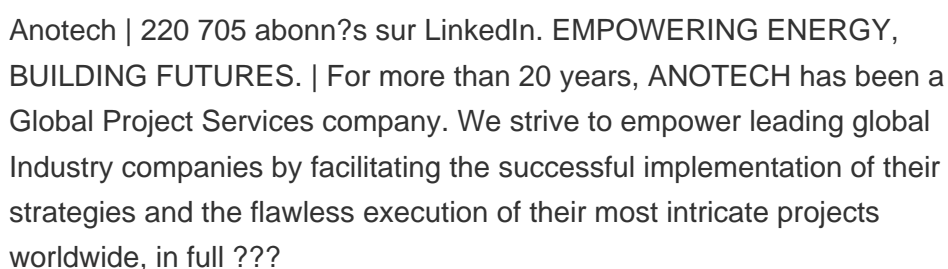 Anotech | 220 705 abonn?s sur LinkedIn. EMPOWERING ENERGY,
BUILDING FUTURES. | For more than 20 years, ANOTECH has been a
Global Project Services company. We strive to empower leading global
Industry companies by facilitating the successful implementation of their
strategies and the flawless execution of their most intricate projects
worldwide, in full ???